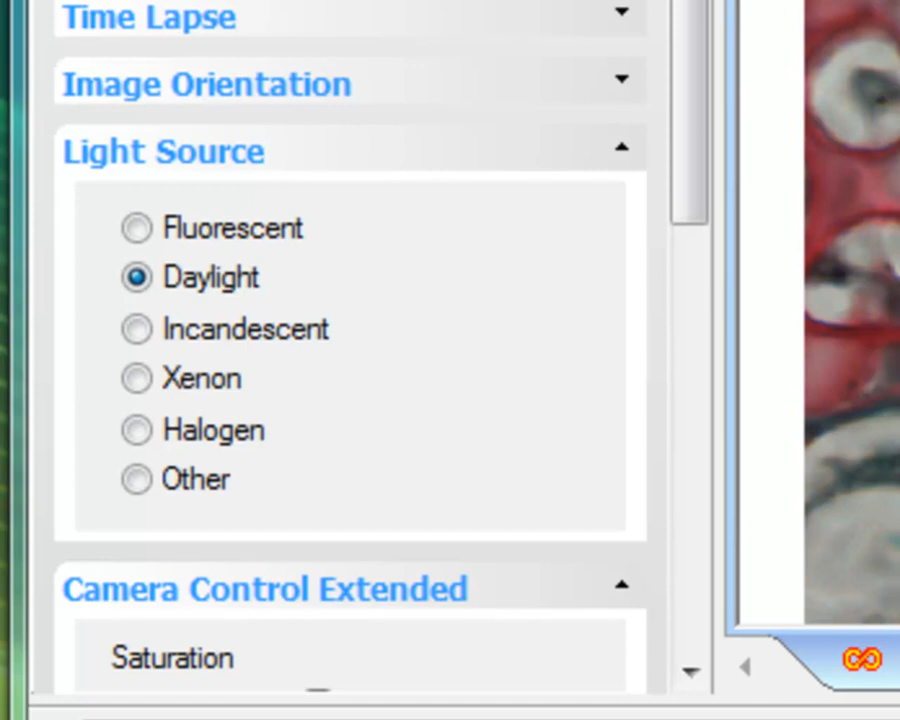 Time Lapse
Image Orientation
Light Source
Fluorescent
Daylight
Incandescent
Xenon
Halogen
Other
Camera Control Extended
Saturation